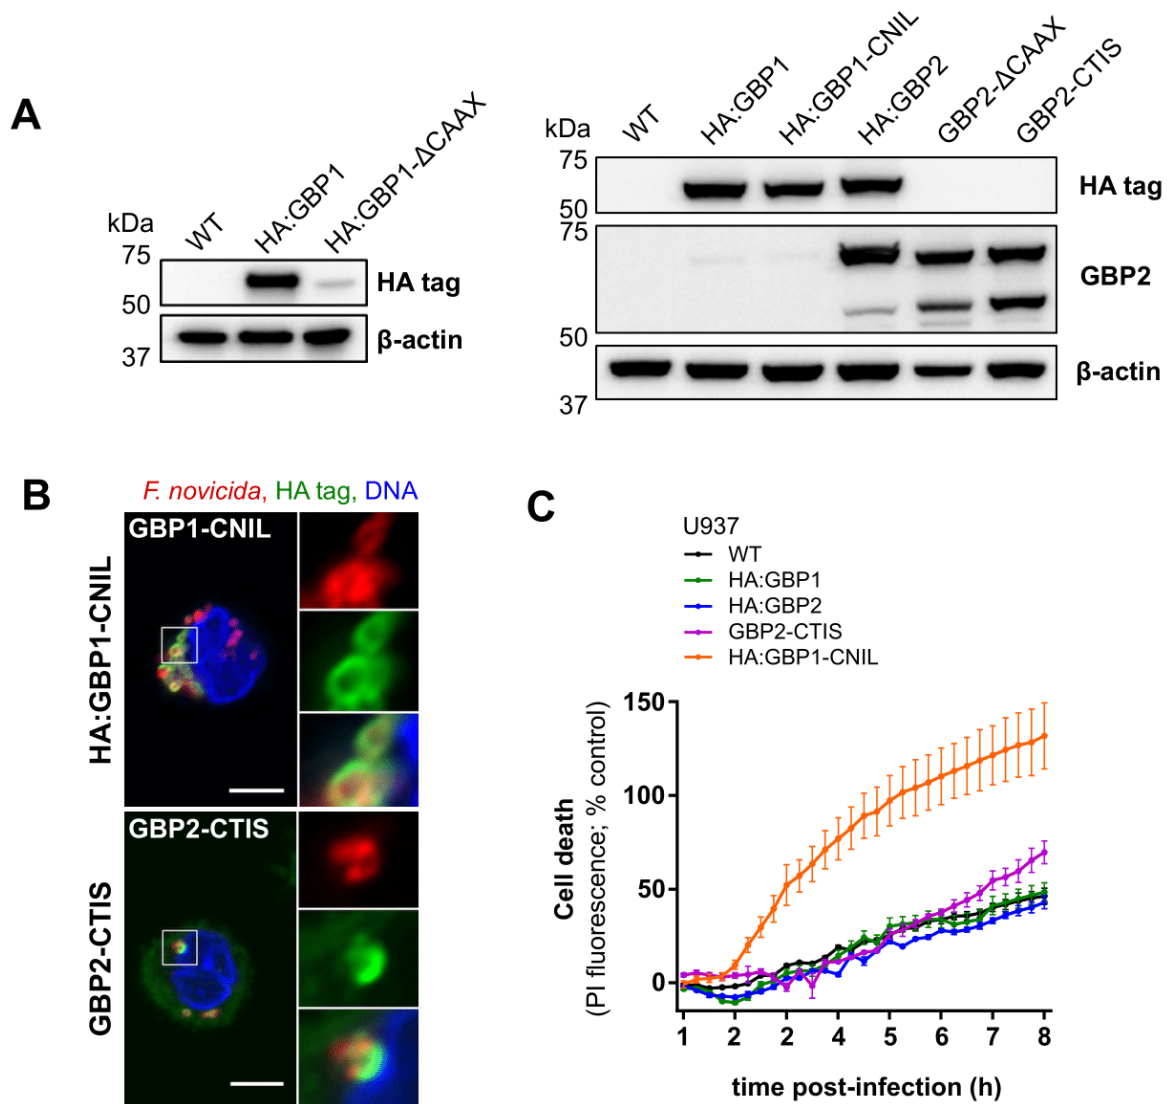 A
kDa
WT
HA:GBP1
HA:GBP1-ΔCAAX
75
50
HA tag
37
β-actin
kDa
WT
HA:GBP1
HA:GBP1-CNIL
HA:GBP2
GBP2-ΔCAAX
GBP2-CTIS
75
50
HA tag
75
50
GBP2
37
β-actin
B
F. novicida, HA tag, DNA
HA:GBP1-CNIL
GBP1-CNIL
GBP2-CTIS
GBP2-CTIS
C
U937
WT
HA:GBP1
HA:GBP2
GBP2-CTIS
HA:GBP1-CNIL
Cell death
(PI fluorescence; % control)
150
100
50
0
1 2 2 4 5 6 7 8
time post-infection (h)